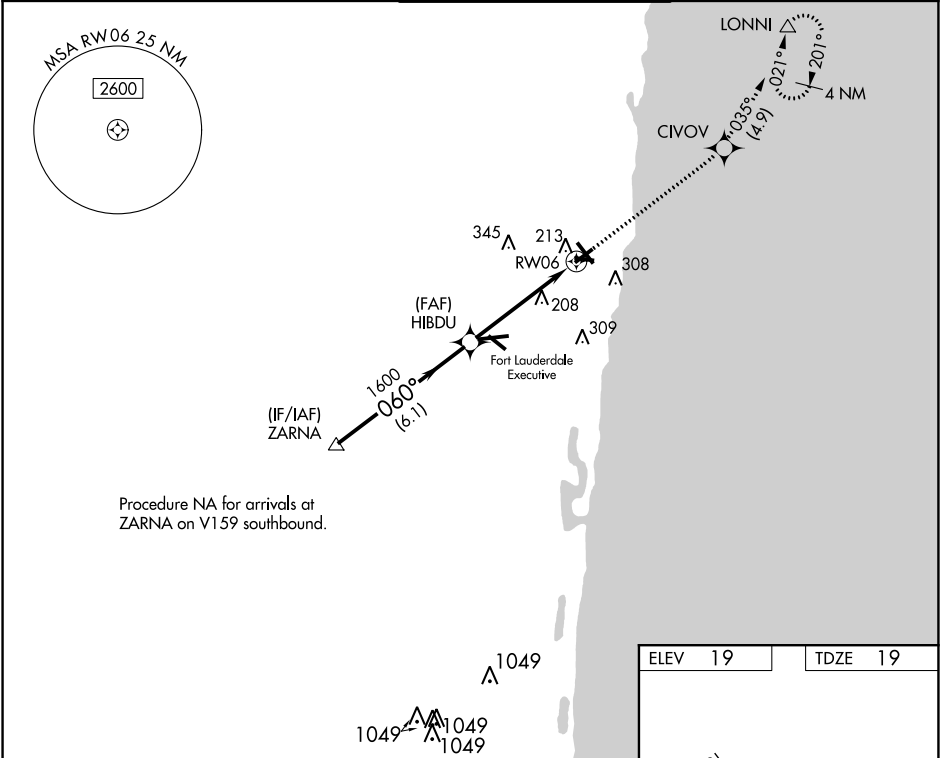 MSA RW06 25 NM
2600
LONNI
021°
201°
4 NM
035°
(4.9)
CIVOV
345
213
RW06
308
208
(FAF)
HIBDU
309
Fort Lauderdale
Executive
1600
060°
(6.1)
(IF/IAF)
ZARNA
Procedure NA for arrivals at
ZARNA on V159 southbound.
1049
1049
1049
1049
ELEV 19
TDZE 19